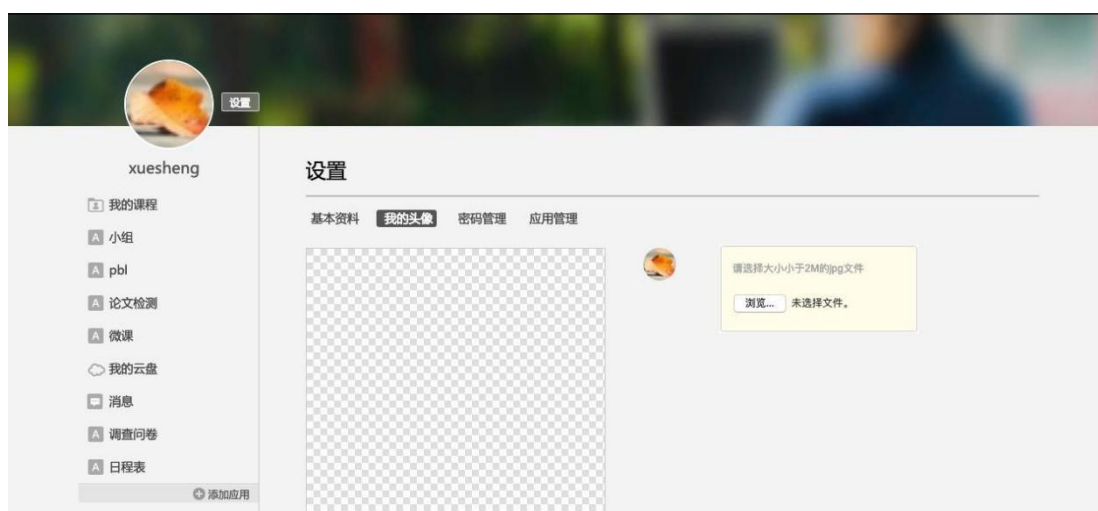 设置
xuesheng
我的课程
小组
pbl
论文检测
微课
我的云盘
消息
调查问卷
日程表
添加应用
设置
基本资料 我的头像 密码管理 应用管理
请选择大小小于2M的jpg文件
浏览... 未选择文件。